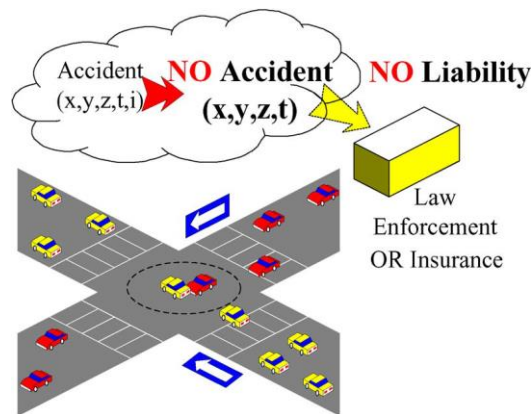 Accident
(x,y,z,t,i)
NO Accident
(x,y,z,t)
NO Liability
Law
Enforcement
OR Insurance